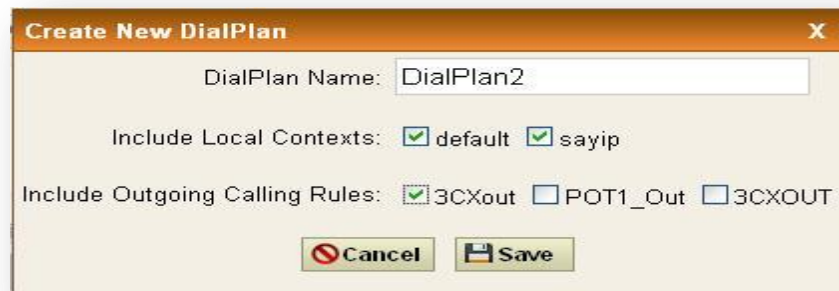 Create New DialPlan X
DialPlan Name: DialPlan2
Include Local Contexts: default sayip
Include Outgoing Calling Rules: 3CXout POT1_Out 3CXOUT
Cancel Save